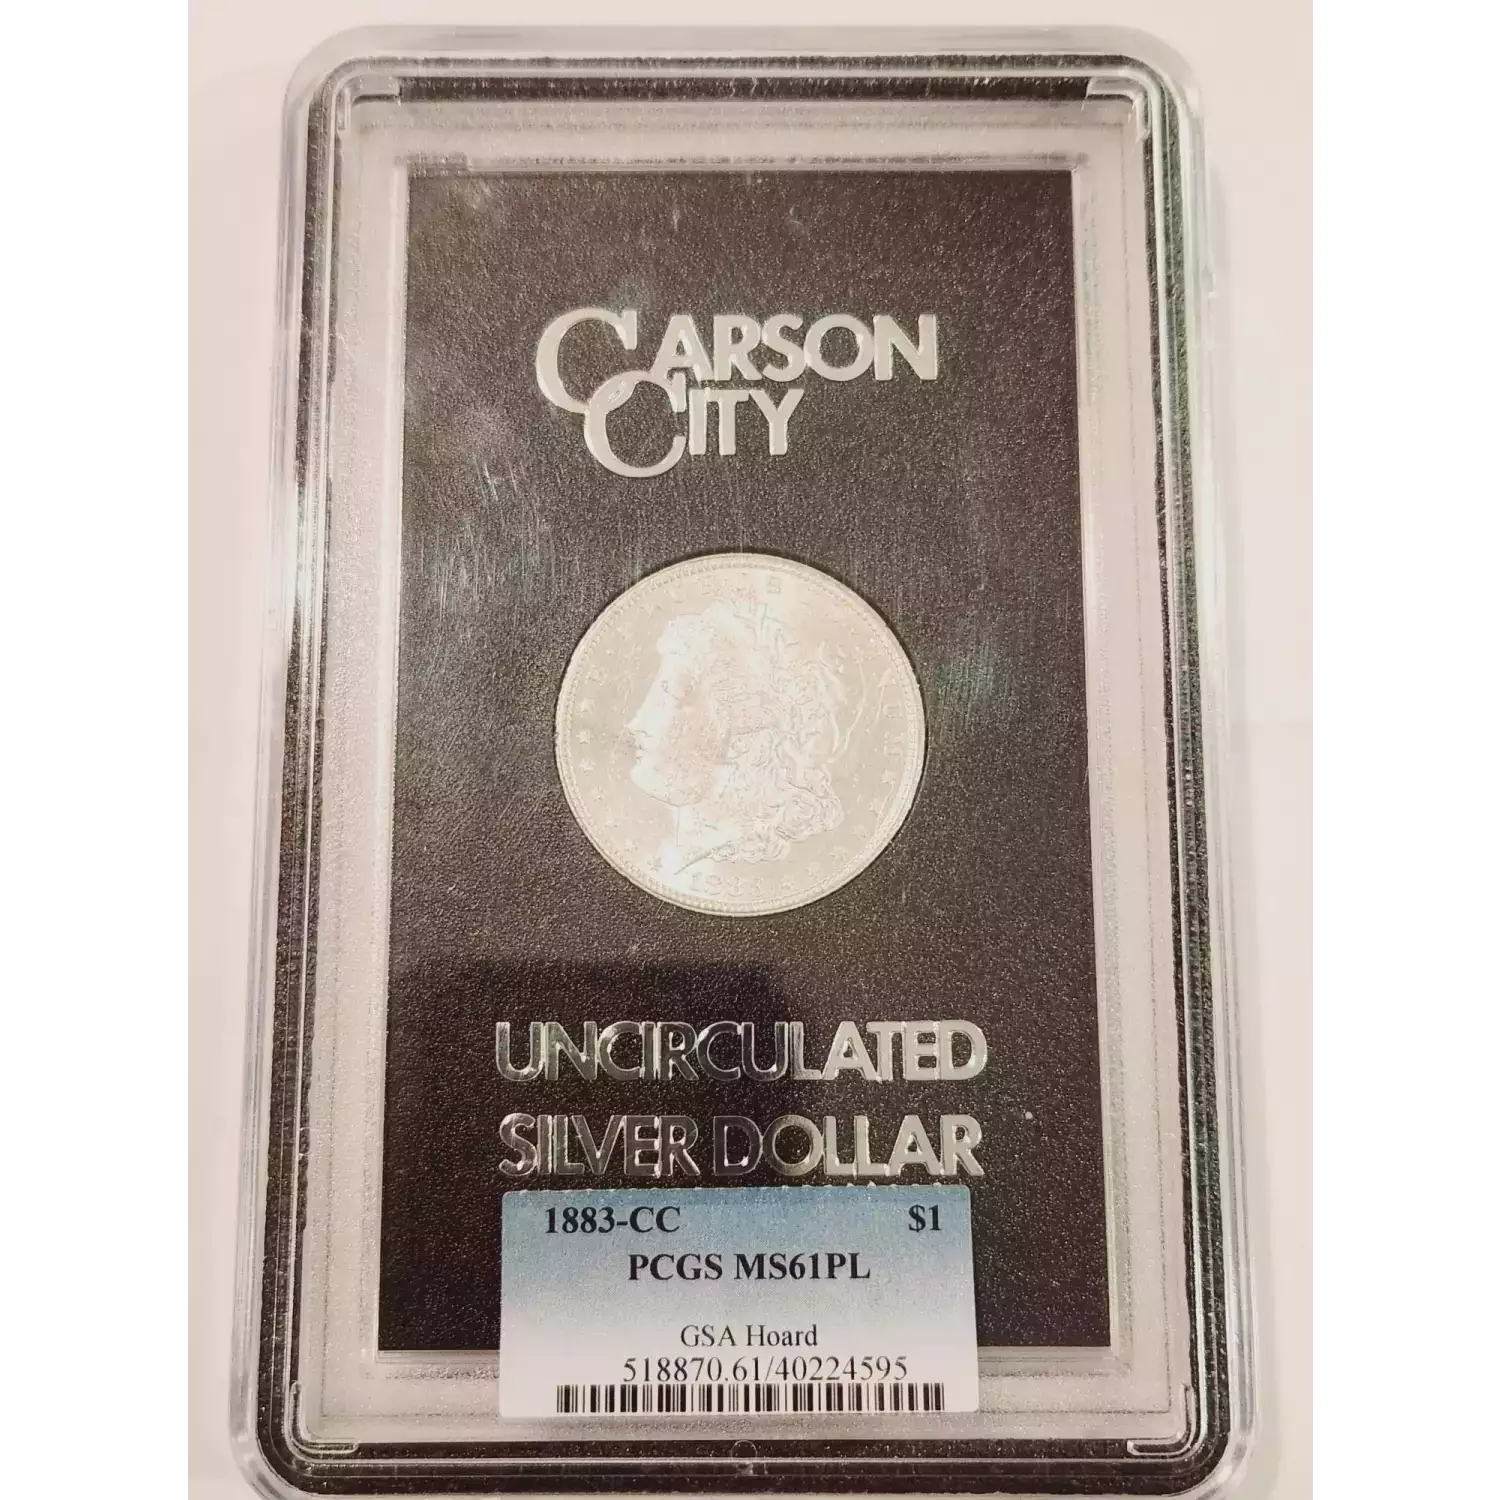 CARSON
CITY
UNCIRCULATED
SILVER DOLLAR
1883-CC $1
PCGS MS61PL
GSA Hoard
518870.61/40224595